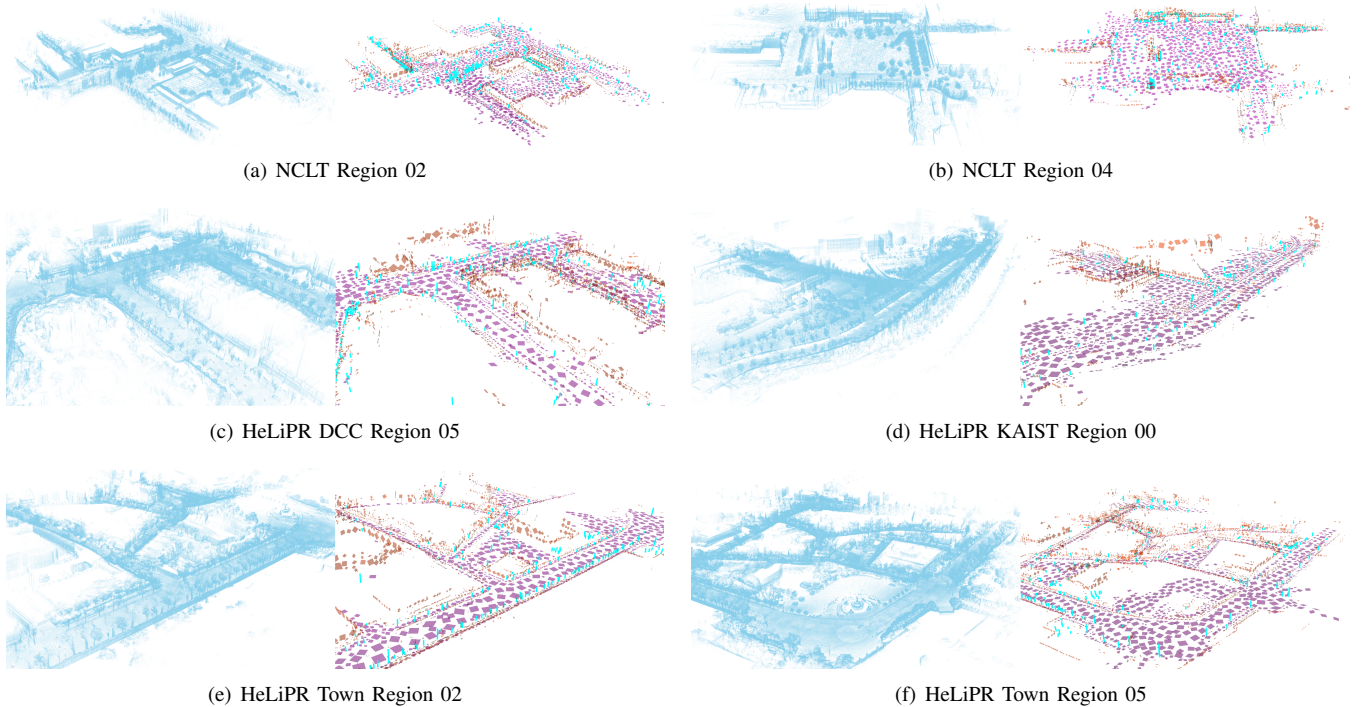 (a) NCLT Region 02
(b) NCLT Region 04
(c) HeLiPR DCC Region 05
(d) HeLiPR KAIST Region 00
(e) HeLiPR Town Region 02
(f) HeLiPR Town Region 05